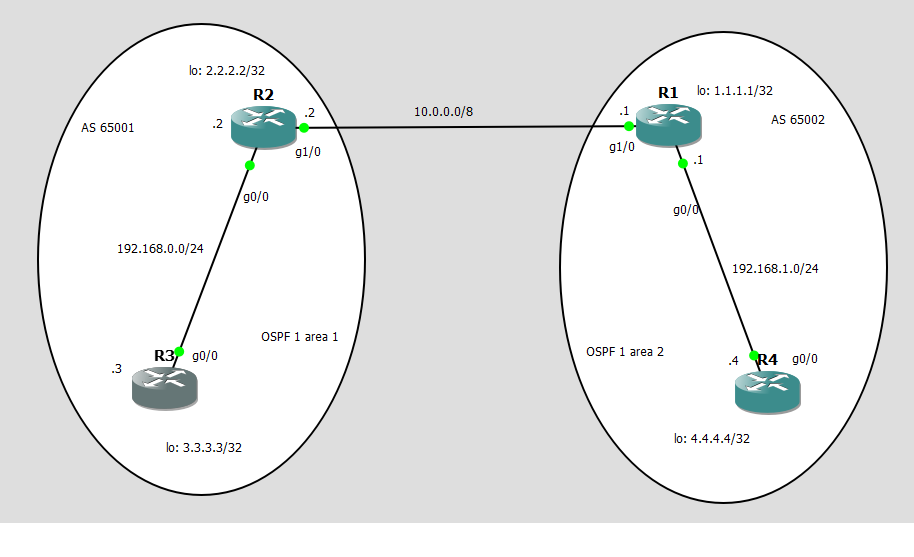 lo: 2.2.2.2/32
R2
.2
.2
AS 65001
g1/0
g0/0
10.0.0.0/8
lo: 1.1.1.1/32
R1
.1
AS 65002
g1/0
.1
g0/0
192.168.0.0/24
192.168.1.0/24
OSPF 1 area 1
OSPF 1 area 2
R3
g0/0
.3
lo: 3.3.3.3/32
.4
R4
g0/0
lo: 4.4.4.4/32